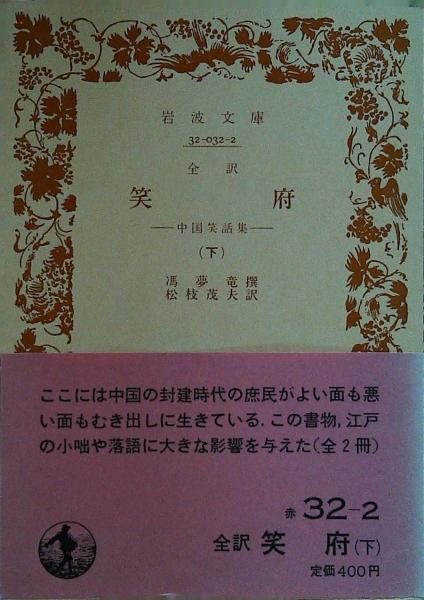 岩波文庫
32-032-2
全訳
笑府
—中国笑話集—
(下)
馮夢竜撰
松枝茂夫訳
ここには中国の封建時代の庶民がよい面も悪
い面もむき出しに生きている.この書物,江戸
の小咄や落語に大きな影響を与えた(全2冊)
赤 32-2
全訳 笑府(下)
定価400円